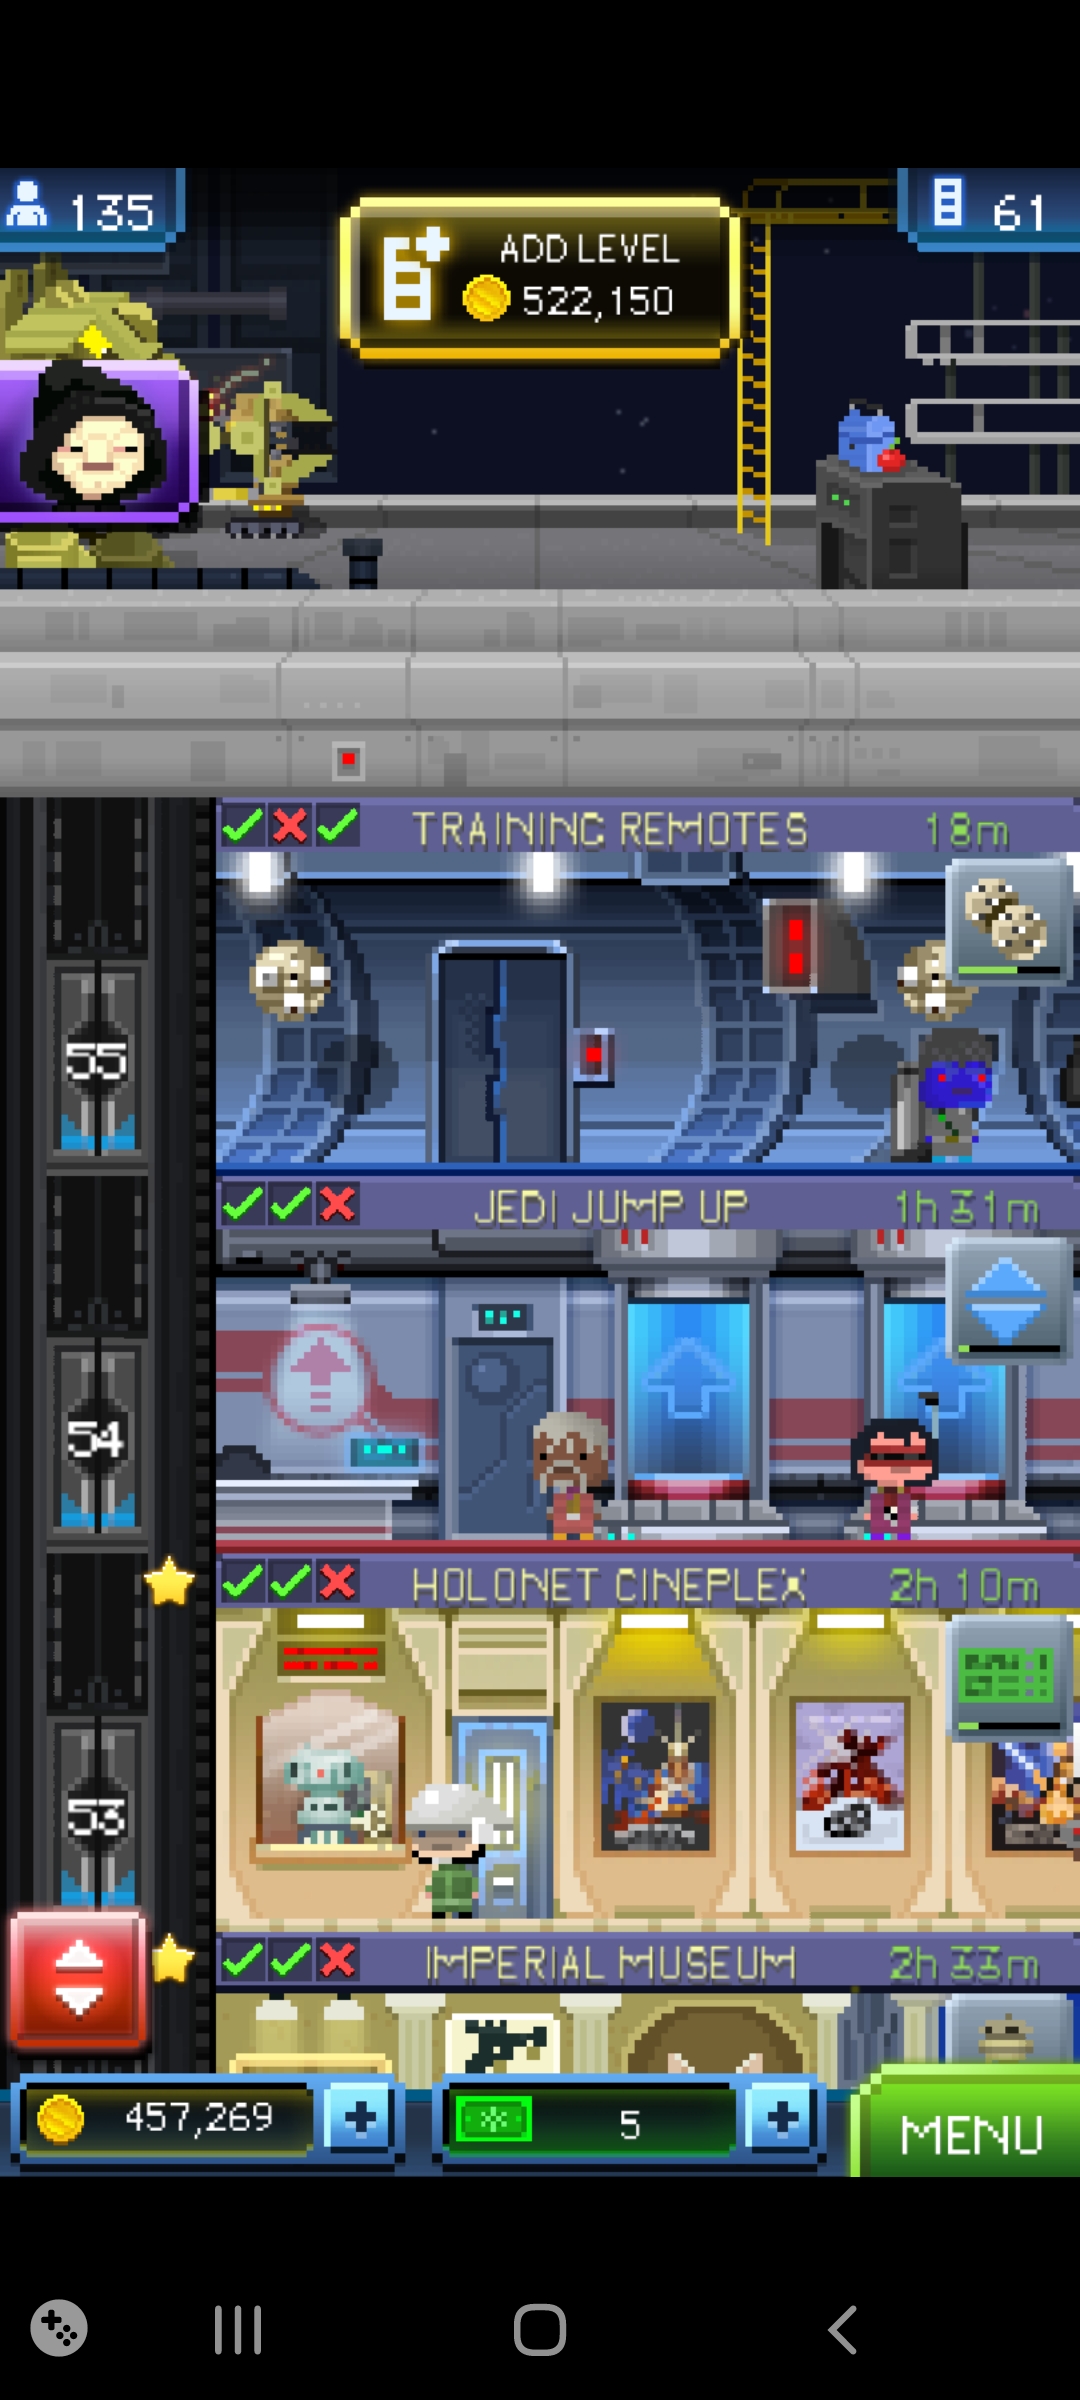 135
ADD LEVEL
522,150
61
TRAINING REMOTES 18m
55
JEDI JUMP UP 1h 31m
54
HOLONET CINEPLEX 2h 10m
53
IMPERIAL MUSEUM 2h 33m
457,269
5
MENU